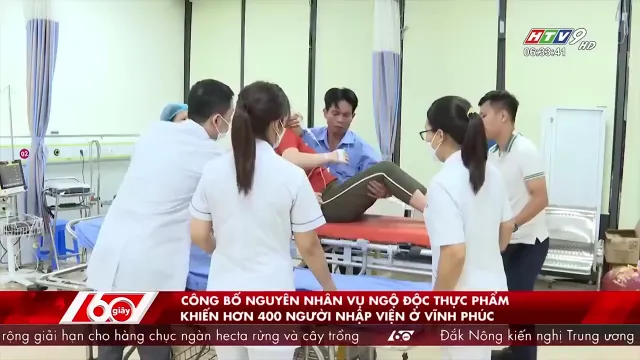 HTV9 HD
06:33:41
02
60 giây
CÔNG BỐ NGUYÊN NHÂN VỤ NGỘ ĐỘC THỰC PHẨM
KHIẾN HƠN 400 NGƯỜI NHẬP VIỆN Ở VĨNH PHÚC
rộng giải hạn cho hàng chục ngàn hecta rừng và cây trồng 60 Đắk Nông kiến nghị Trung ương